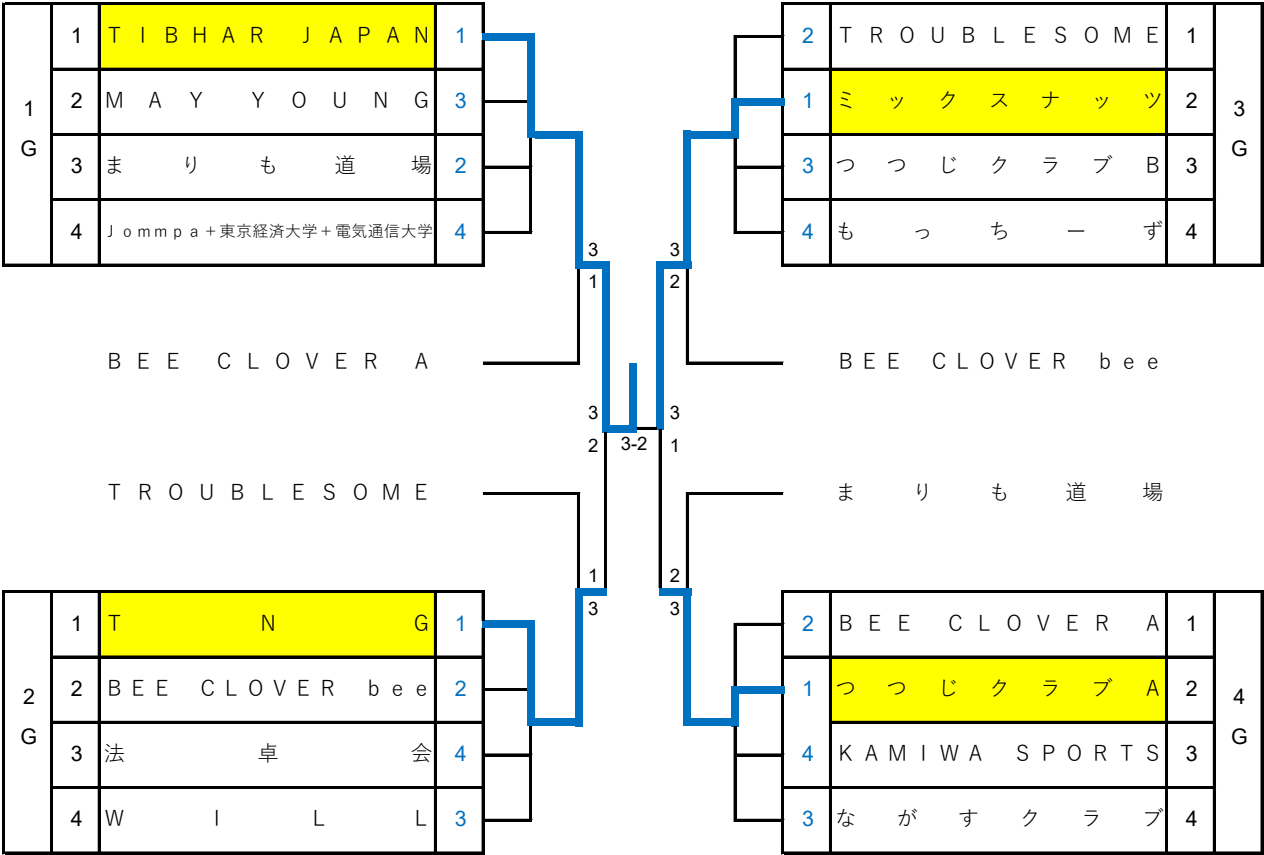 1 TIBHAR JAPAN 1
2 MAY YOUNG 3
1G
3 まりも道場 2
4 Jommpa+東京経済大学+電気通信大学 4
2 TROUBLESOME 1
1 ミックスナッツ 2
3G
3 つつじクラブB 3
4 もっちーず 4
3
1
3
2
BEE CLOVER A
BEE CLOVER bee
3
2
3-2
3
1
TROUBLESOME
まりも道場
1
3
2
3
1 TNG 1
2 BEE CLOVER bee 2
2G
3 法卓会 4
4 WILL 3
2 BEE CLOVER A 1
1 つつじクラブA 2
4G
4 KAMIWA SPORTS 3
3 ながすクラブ 4